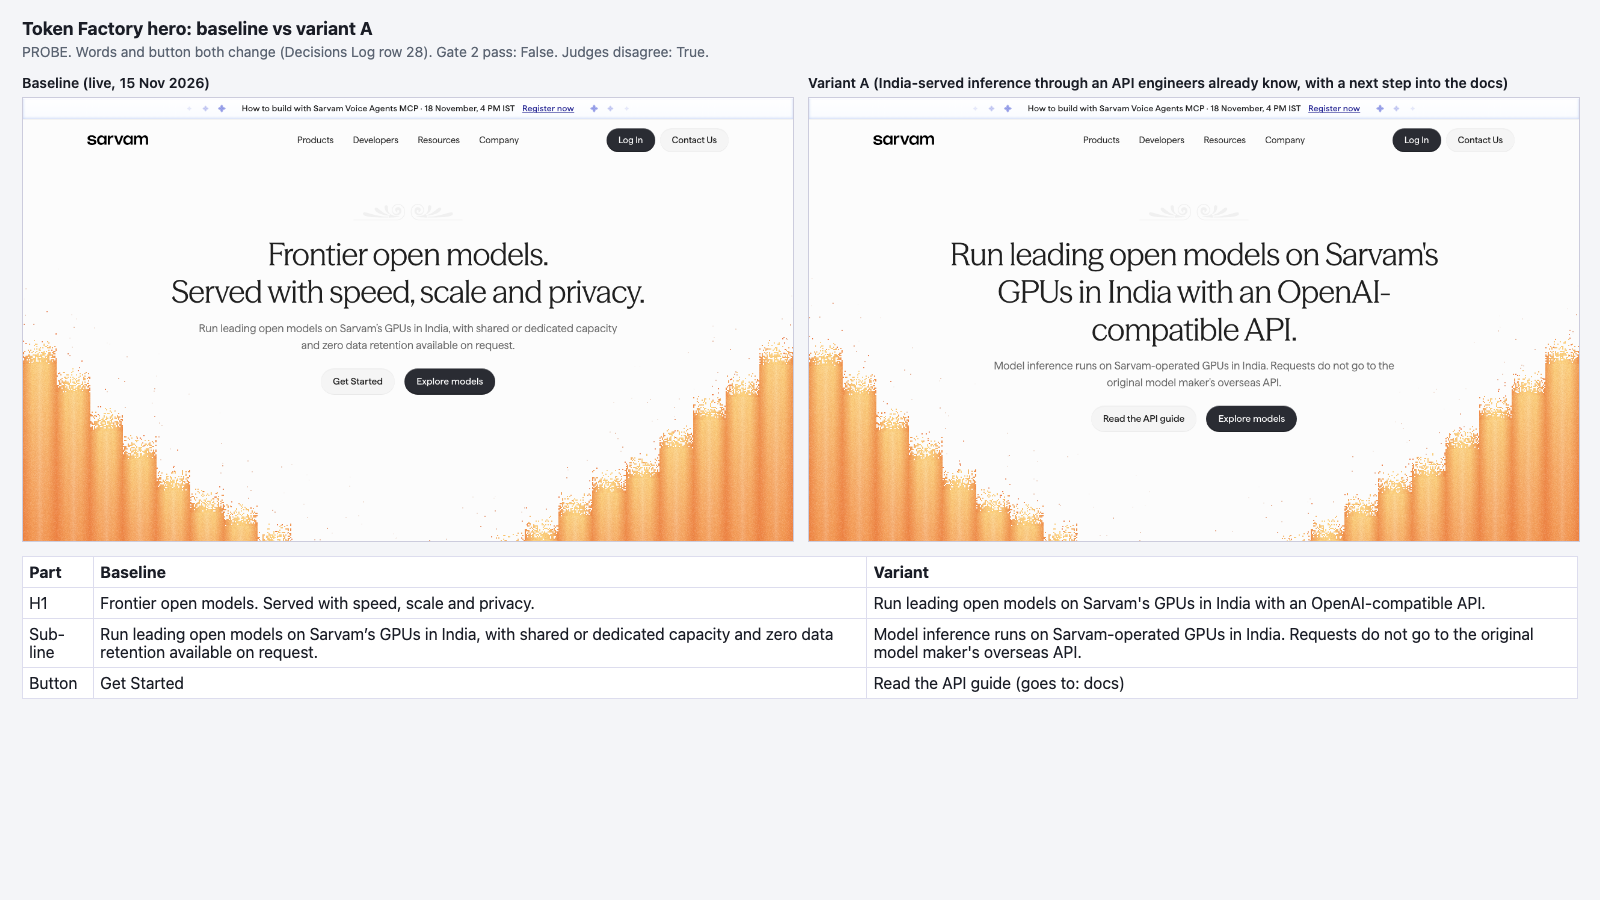 Token Factory hero: baseline vs variant A
PROBE. Words and button both change (Decisions Log row 28). Gate 2 pass: False. Judges disagree: True.
Baseline (live, 15 Nov 2026)
How to build with Sarvam Voice Agents MCP · 18 November, 4 PM IST Register now
sarvam
Products Developers Resources Company
Log In Contact Us
Frontier open models.
Served with speed, scale and privacy.
Run leading open models on Sarvam's GPUs in India, with shared or dedicated capacity
and zero data retention available on request.
Get Started Explore models
Variant A (India-served inference through an API engineers already know, with a next step into the docs)
How to build with Sarvam Voice Agents MCP · 18 November, 4 PM IST Register now
sarvam
Products Developers Resources Company
Log In Contact Us
Run leading open models on Sarvam's
GPUs in India with an OpenAI-
compatible API.
Model inference runs on Sarvam-operated GPUs in India. Requests do not go to the
original model maker's overseas API.
Read the API guide Explore models
Part Baseline Variant
H1 Frontier open models. Served with speed, scale and privacy. Run leading open models on Sarvam's GPUs in India with an OpenAI-compatible API.
Sub-
line
Run leading open models on Sarvam's GPUs in India, with shared or dedicated capacity and zero data
retention available on request.
Model inference runs on Sarvam-operated GPUs in India. Requests do not go to the original
model maker's overseas API.
Button Get Started Read the API guide (goes to: docs)